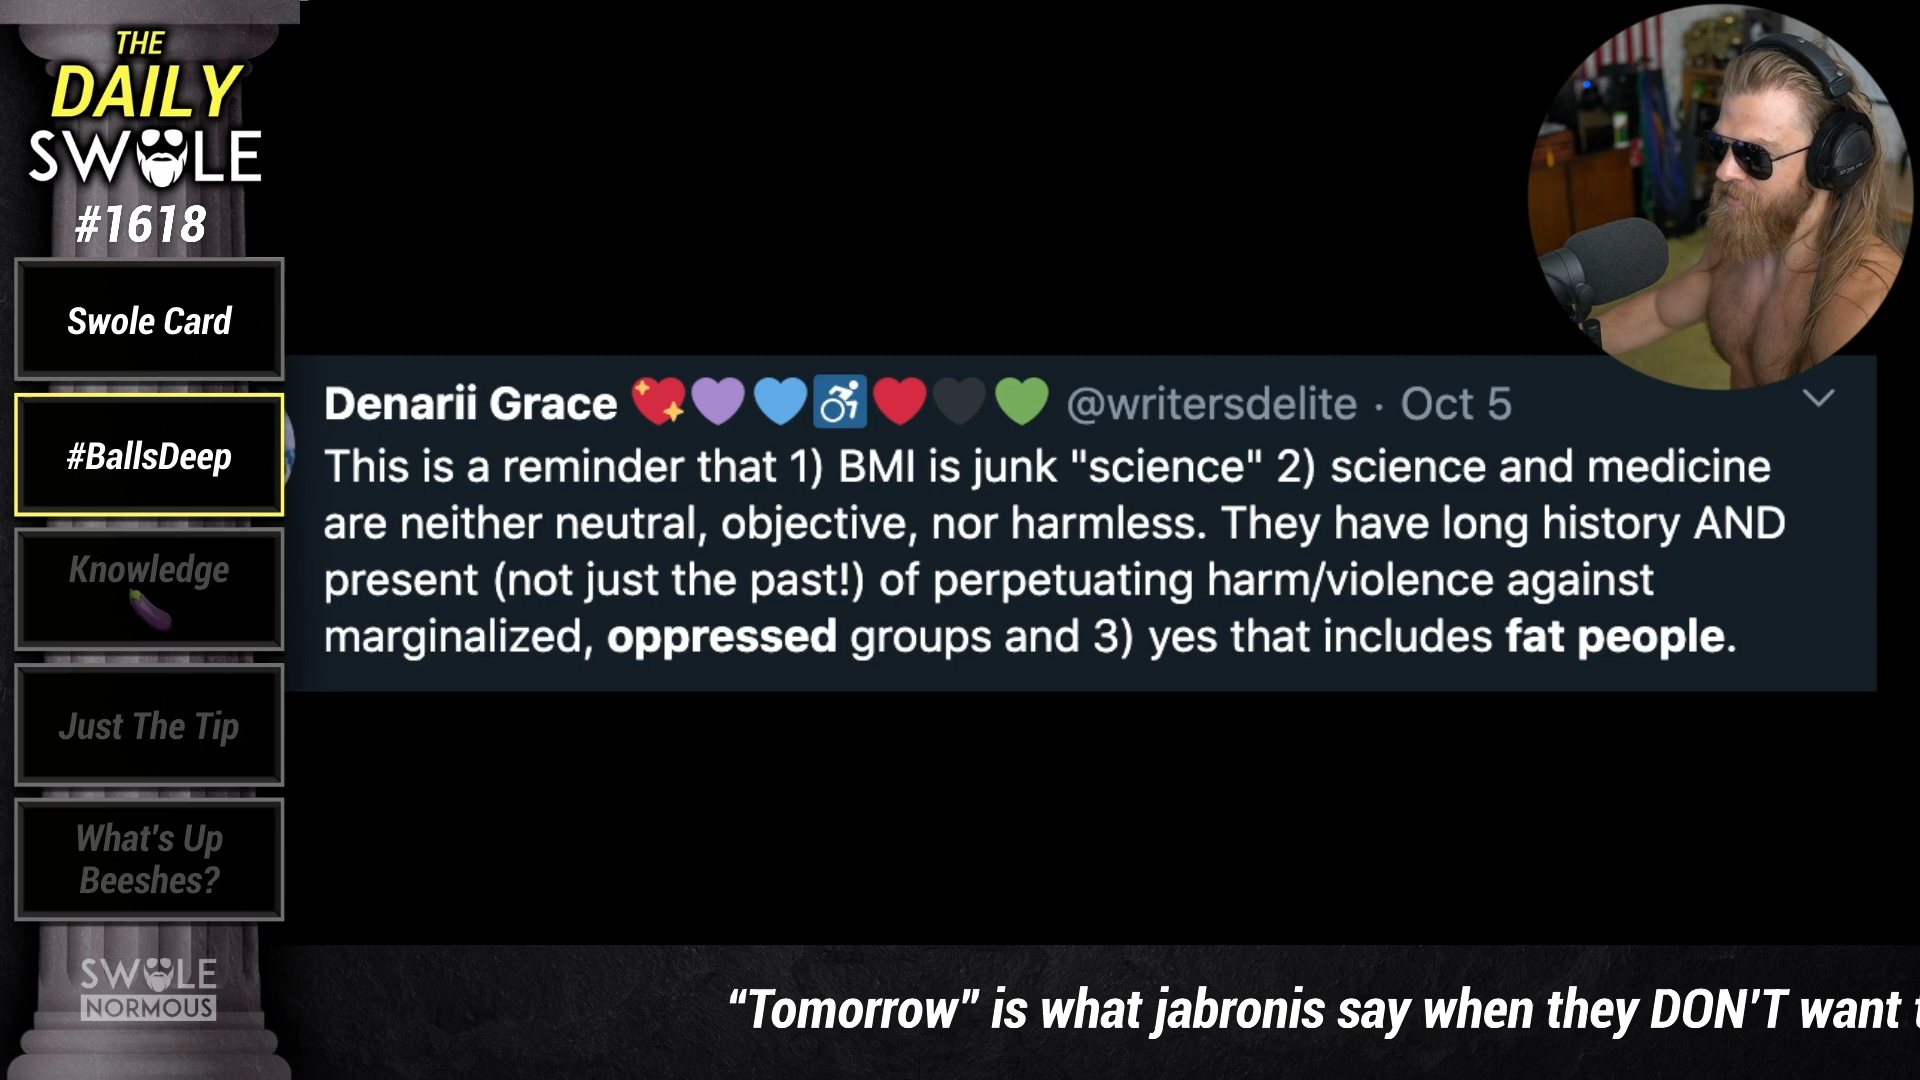 THE
DAILY
SWOLE
#1618
Swole Card
#BallsDeep
Knowledge
Just The Tip
What's Up
Beeshes?
SWOLE
NORMOUS
Denarii Grace 💖💜💙♿❤️🖤💚 @writersdelite · Oct 5
This is a reminder that 1) BMI is junk "science" 2) science and medicine
are neither neutral, objective, nor harmless. They have long history AND
present (not just the past!) of perpetuating harm/violence against
marginalized, oppressed groups and 3) yes that includes fat people.
“Tomorrow” is what jabronis say when they DON'T want